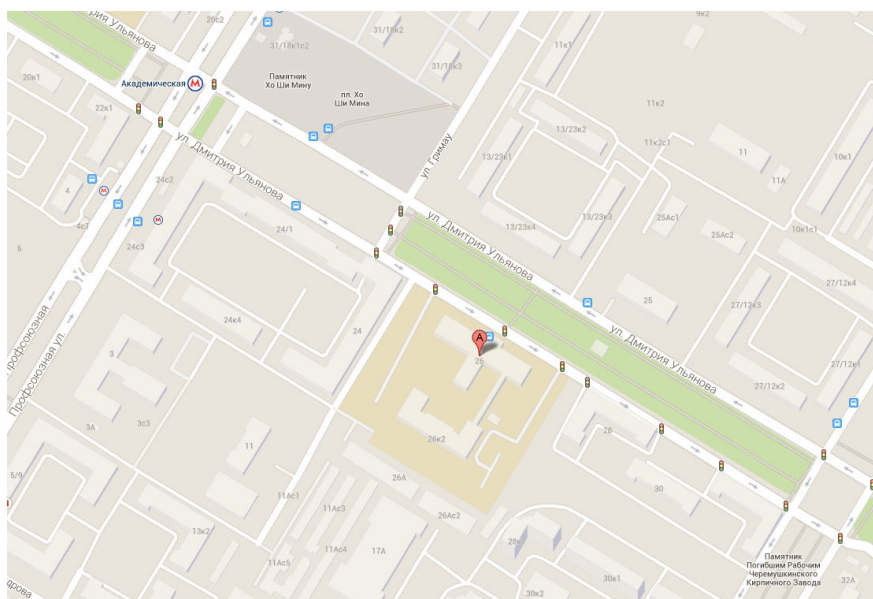 ул. Дмитрия Ульянова
20с2
31/18к2
9к2
31/18к1с2
11к1
31/18к3
20к1
Академическая
М
Памятник
Хо Ши Мину
пл. Хо
Ши Мина
22к1
11к2
ул. Дмитрия Ульянова
ул. Гримау
13/23к2
11к2с1
13/23к1
11
10к1
11А
4
М
24с2
4с1
М
24/1
13/23к4
13/23к3
25Ас1
ул. Дмитрия Ульянова
25Ас2
10к1с1
6
24с3
27/12к4
25
27/12к3
24к4
24
Профсоюзная
Профсоюзная ул.
ул. Дмитрия Ульянова
А
26
3
27/12к1
27/12к2
3А
3с3
26к2
28
11
5/9
26А
30
11Ас1
11Ас3
26Ас2
13к2
11Ас4
17А
11Ас5
Памятник
Погибшим Рабочим
Черемушкинского
Кирпичного Завода
30к1
30к2
32А